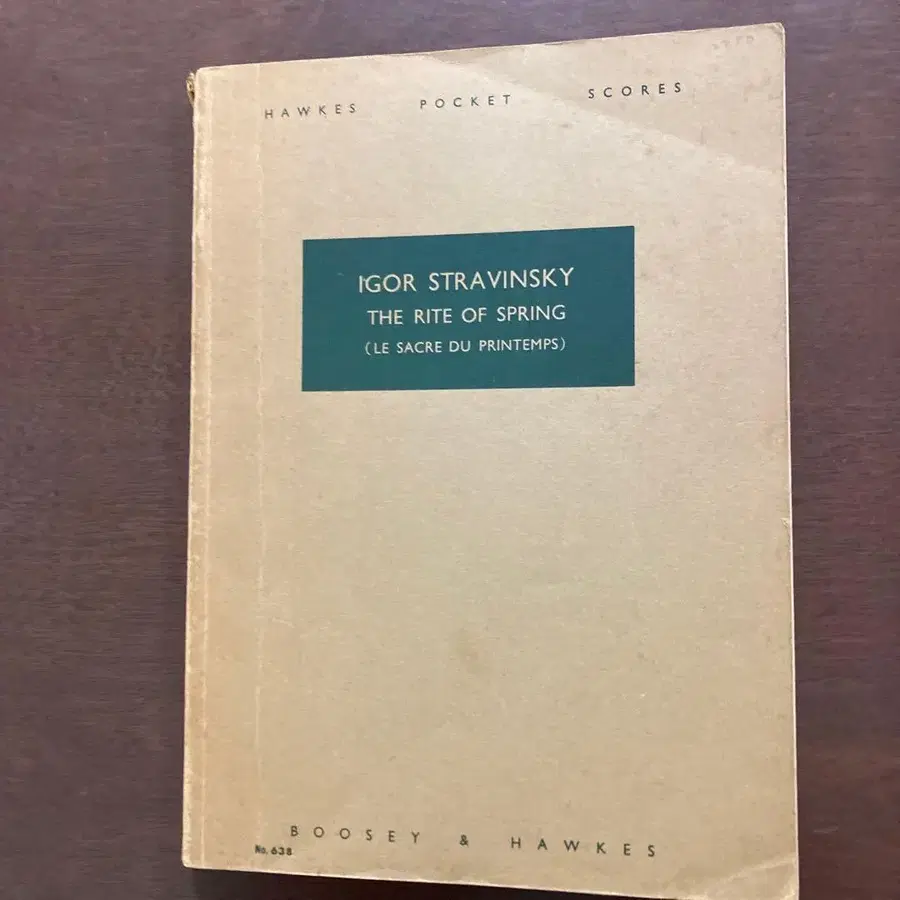 HAWKES POCKET SCORES
IGOR STRAVINSKY
THE RITE OF SPRING
(LE SACRE DU PRINTEMPS)
BOOSEY & HAWKES
No. 638